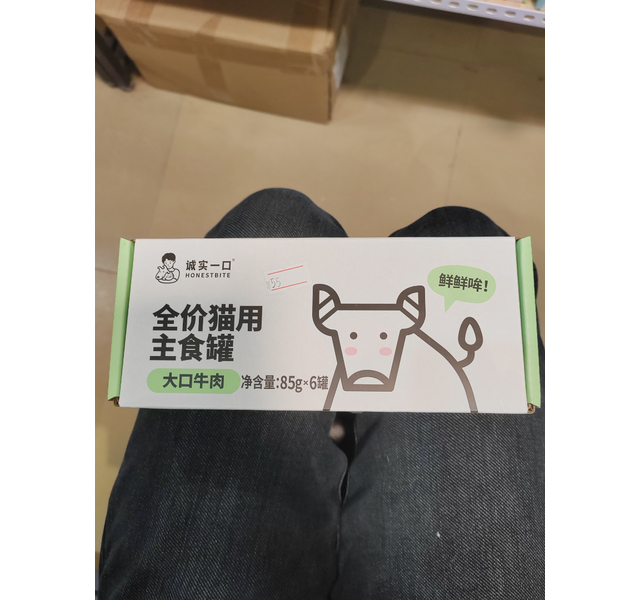 诚实一口®
HONESTBITE
¥55
鲜鲜哞！
全价猫用
主食罐
大口牛肉
净含量:85g×6罐